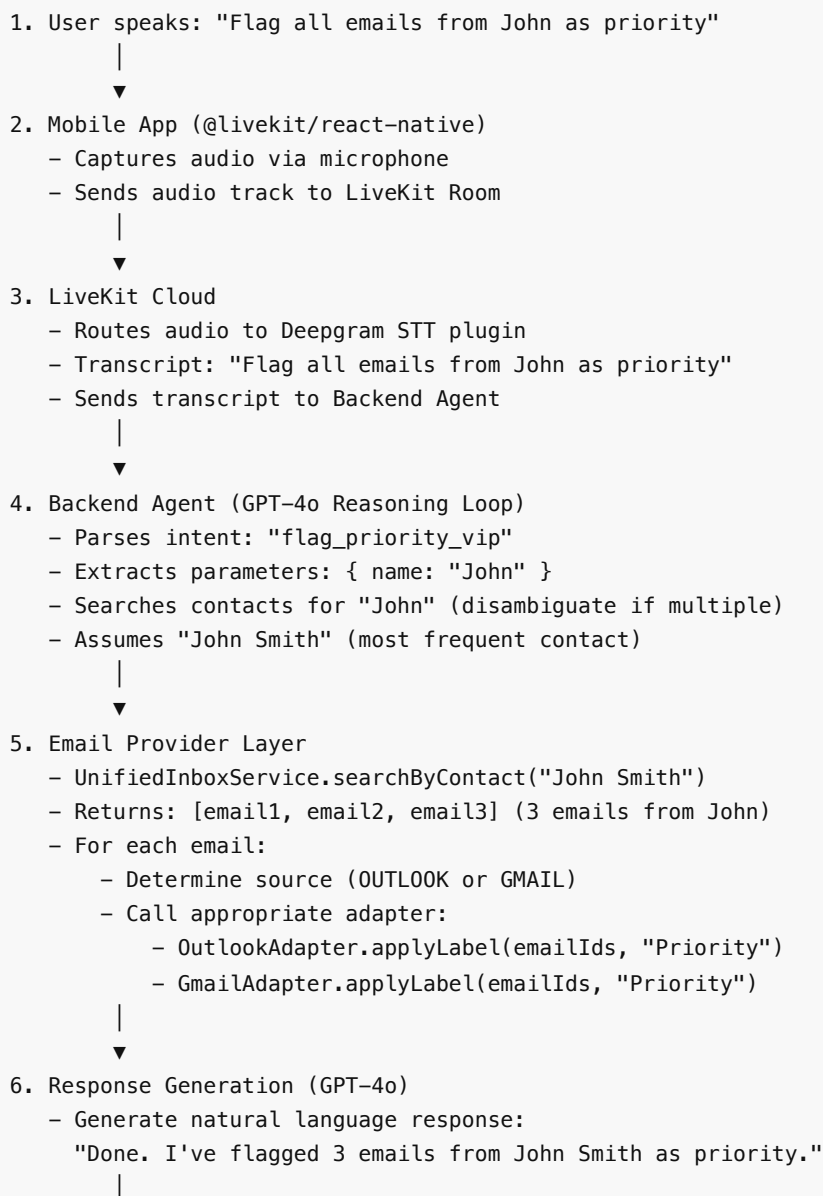 1. User speaks: "Flag all emails from John as priority"
│
▼
2. Mobile App (@livekit/react-native)
– Captures audio via microphone
– Sends audio track to LiveKit Room
│
▼
3. LiveKit Cloud
– Routes audio to Deepgram STT plugin
– Transcript: "Flag all emails from John as priority"
– Sends transcript to Backend Agent
│
▼
4. Backend Agent (GPT–4o Reasoning Loop)
– Parses intent: "flag_priority_vip"
– Extracts parameters: { name: "John" }
– Searches contacts for "John" (disambiguate if multiple)
– Assumes "John Smith" (most frequent contact)
│
▼
5. Email Provider Layer
– UnifiedInboxService.searchByContact("John Smith")
– Returns: [email1, email2, email3] (3 emails from John)
– For each email:
– Determine source (OUTLOOK or GMAIL)
– Call appropriate adapter:
– OutlookAdapter.applyLabel(emailIds, "Priority")
– GmailAdapter.applyLabel(emailIds, "Priority")
│
▼
6. Response Generation (GPT–4o)
– Generate natural language response:
"Done. I've flagged 3 emails from John Smith as priority."
│